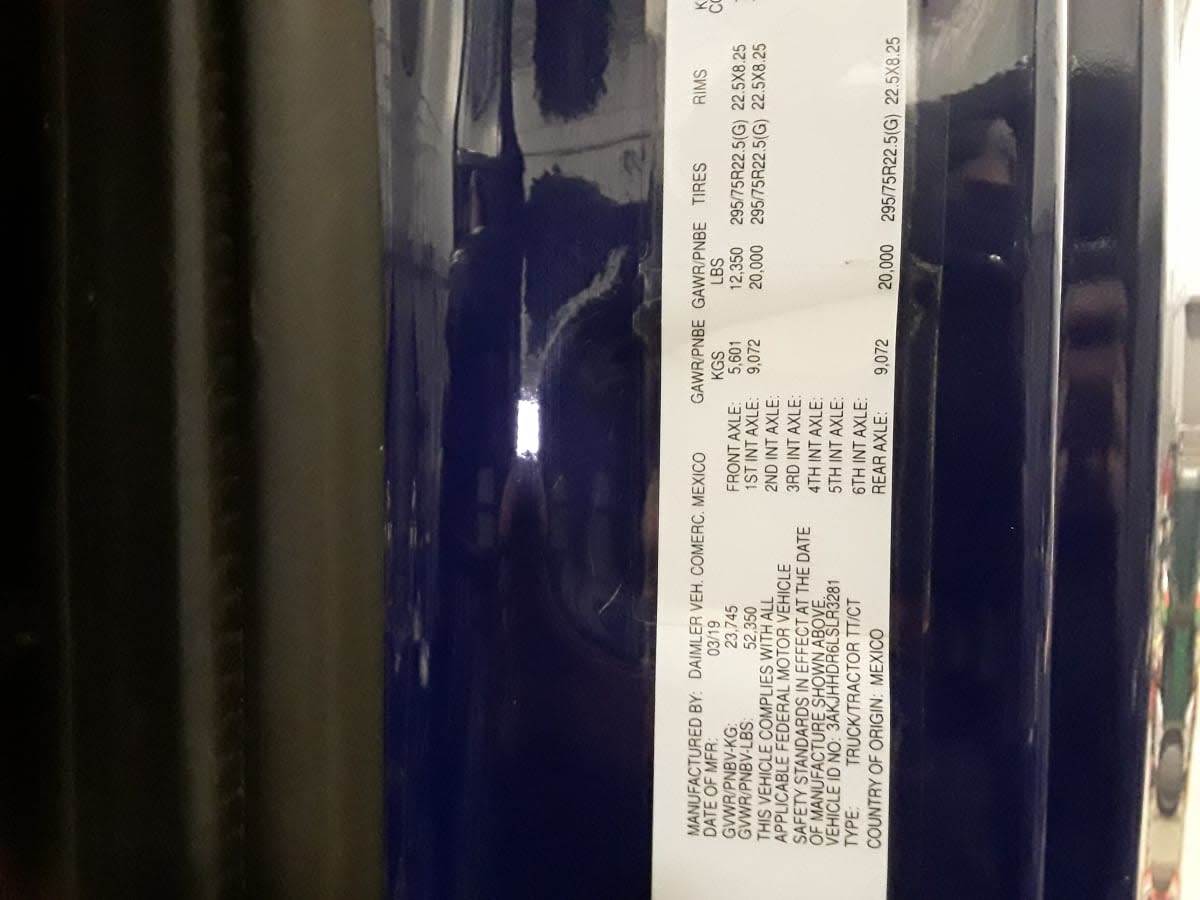 MANUFACTURED BY: DAIMLER VEH. COMERC. MEXICO
DATE OF MFR: 03/19
GVWR/PNBV-KG: 23,745
GVWR/PNBV-LBS: 52,350
THIS VEHICLE COMPLIES WITH ALL
APPLICABLE FEDERAL MOTOR VEHICLE
SAFETY STANDARDS IN EFFECT AT THE DATE
OF MANUFACTURE SHOWN ABOVE.
VEHICLE ID NO: 3AKJHHDR6LSLR3281
TYPE: TRUCK/TRACTOR TT/CT
COUNTRY OF ORIGIN: MEXICO
GAWR/PNBE GAWR/PNBE TIRES RIMS
KGS LBS
FRONT AXLE: 5,601 12,350 295/75R22.5(G) 22.5X8.25
1ST INT AXLE: 9,072 20,000 295/75R22.5(G) 22.5X8.25
2ND INT AXLE:
3RD INT AXLE:
4TH INT AXLE:
5TH INT AXLE:
6TH INT AXLE:
REAR AXLE: 9,072 20,000 295/75R22.5(G) 22.5X8.25